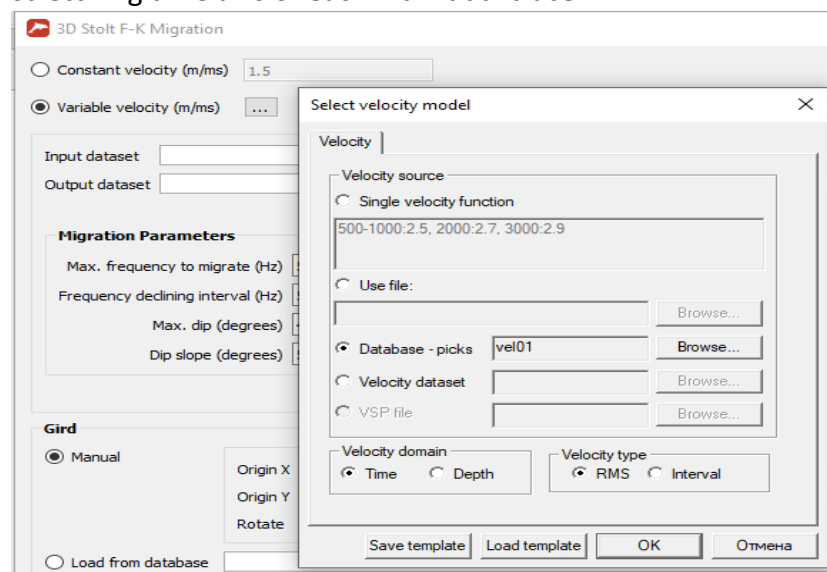 3D Stolt F-K Migration
Constant velocity (m/ms) 1.5
Variable velocity (m/ms) ...
Input dataset
Output dataset
Migration Parameters
Max. frequency to migrate (Hz)
Frequency declining interval (Hz)
Max. dip (degrees)
Dip slope (degrees)
Gird
Manual
Origin X
Origin Y
Rotate
Load from database
Select velocity model
Velocity
Velocity source
Single velocity function
500-1000:2.5, 2000:2.7, 3000:2.9
Use file:
Browse...
Database - picks vel01 Browse...
Velocity dataset Browse...
VSP file Browse...
Velocity domain
Time Depth
Velocity type
RMS Interval
Save template Load template OK Отмена